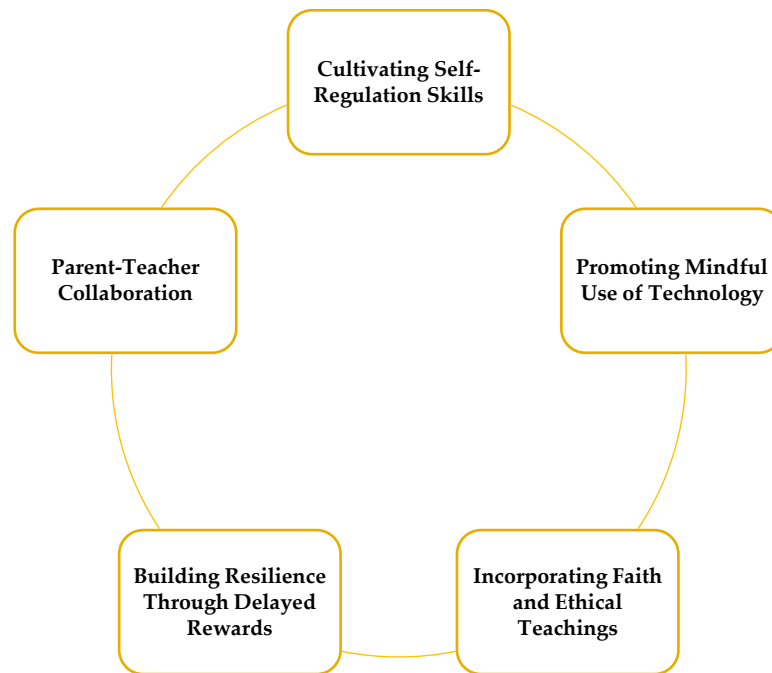 Cultivating Self-
Regulation Skills
Promoting Mindful
Use of Technology
Incorporating Faith
and Ethical
Teachings
Building Resilience
Through Delayed
Rewards
Parent-Teacher
Collaboration